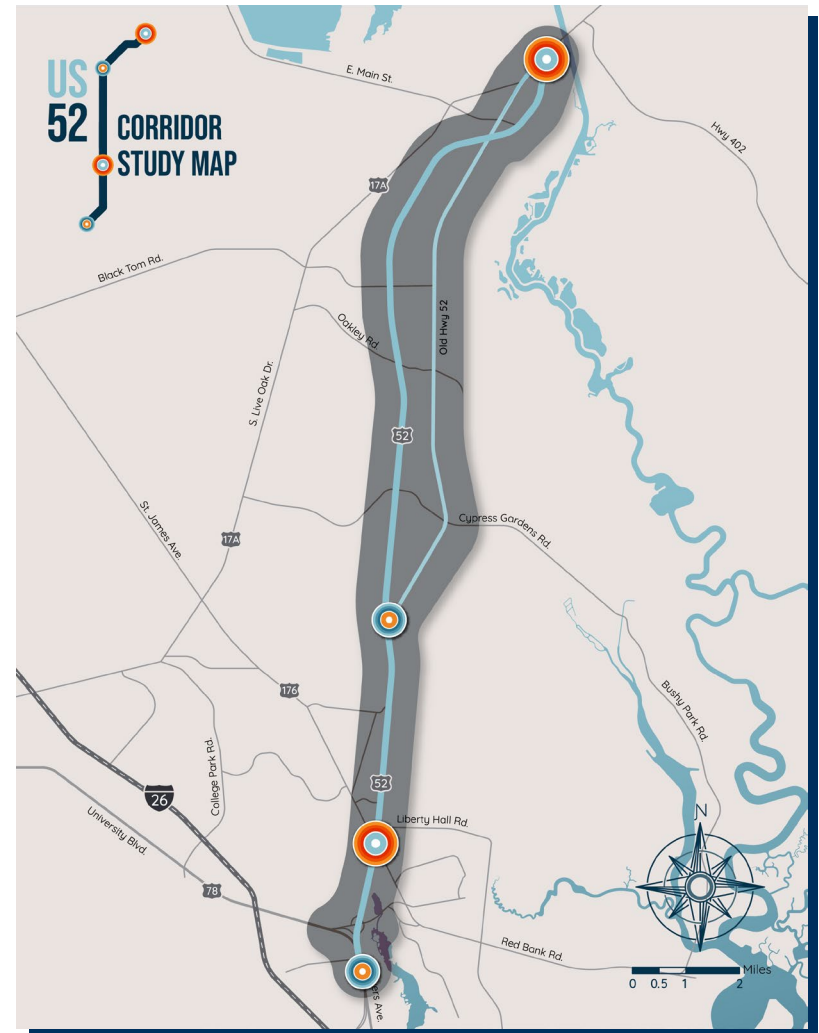 US
52
CORRIDOR
STUDY MAP
E. Main St.
Hwy 402
17A
Black Tom Rd.
Oakley Rd.
Old Hwy 52
S. Live Oak Dr.
52
St. James Ave.
17A
Cypress Gardens Rd.
176
Bushy Park Rd.
College Park Rd.
52
26
University Blvd.
Liberty Hall Rd.
N
78
Red Bank Rd.
Miles
0 0.5 1 2
Ave.